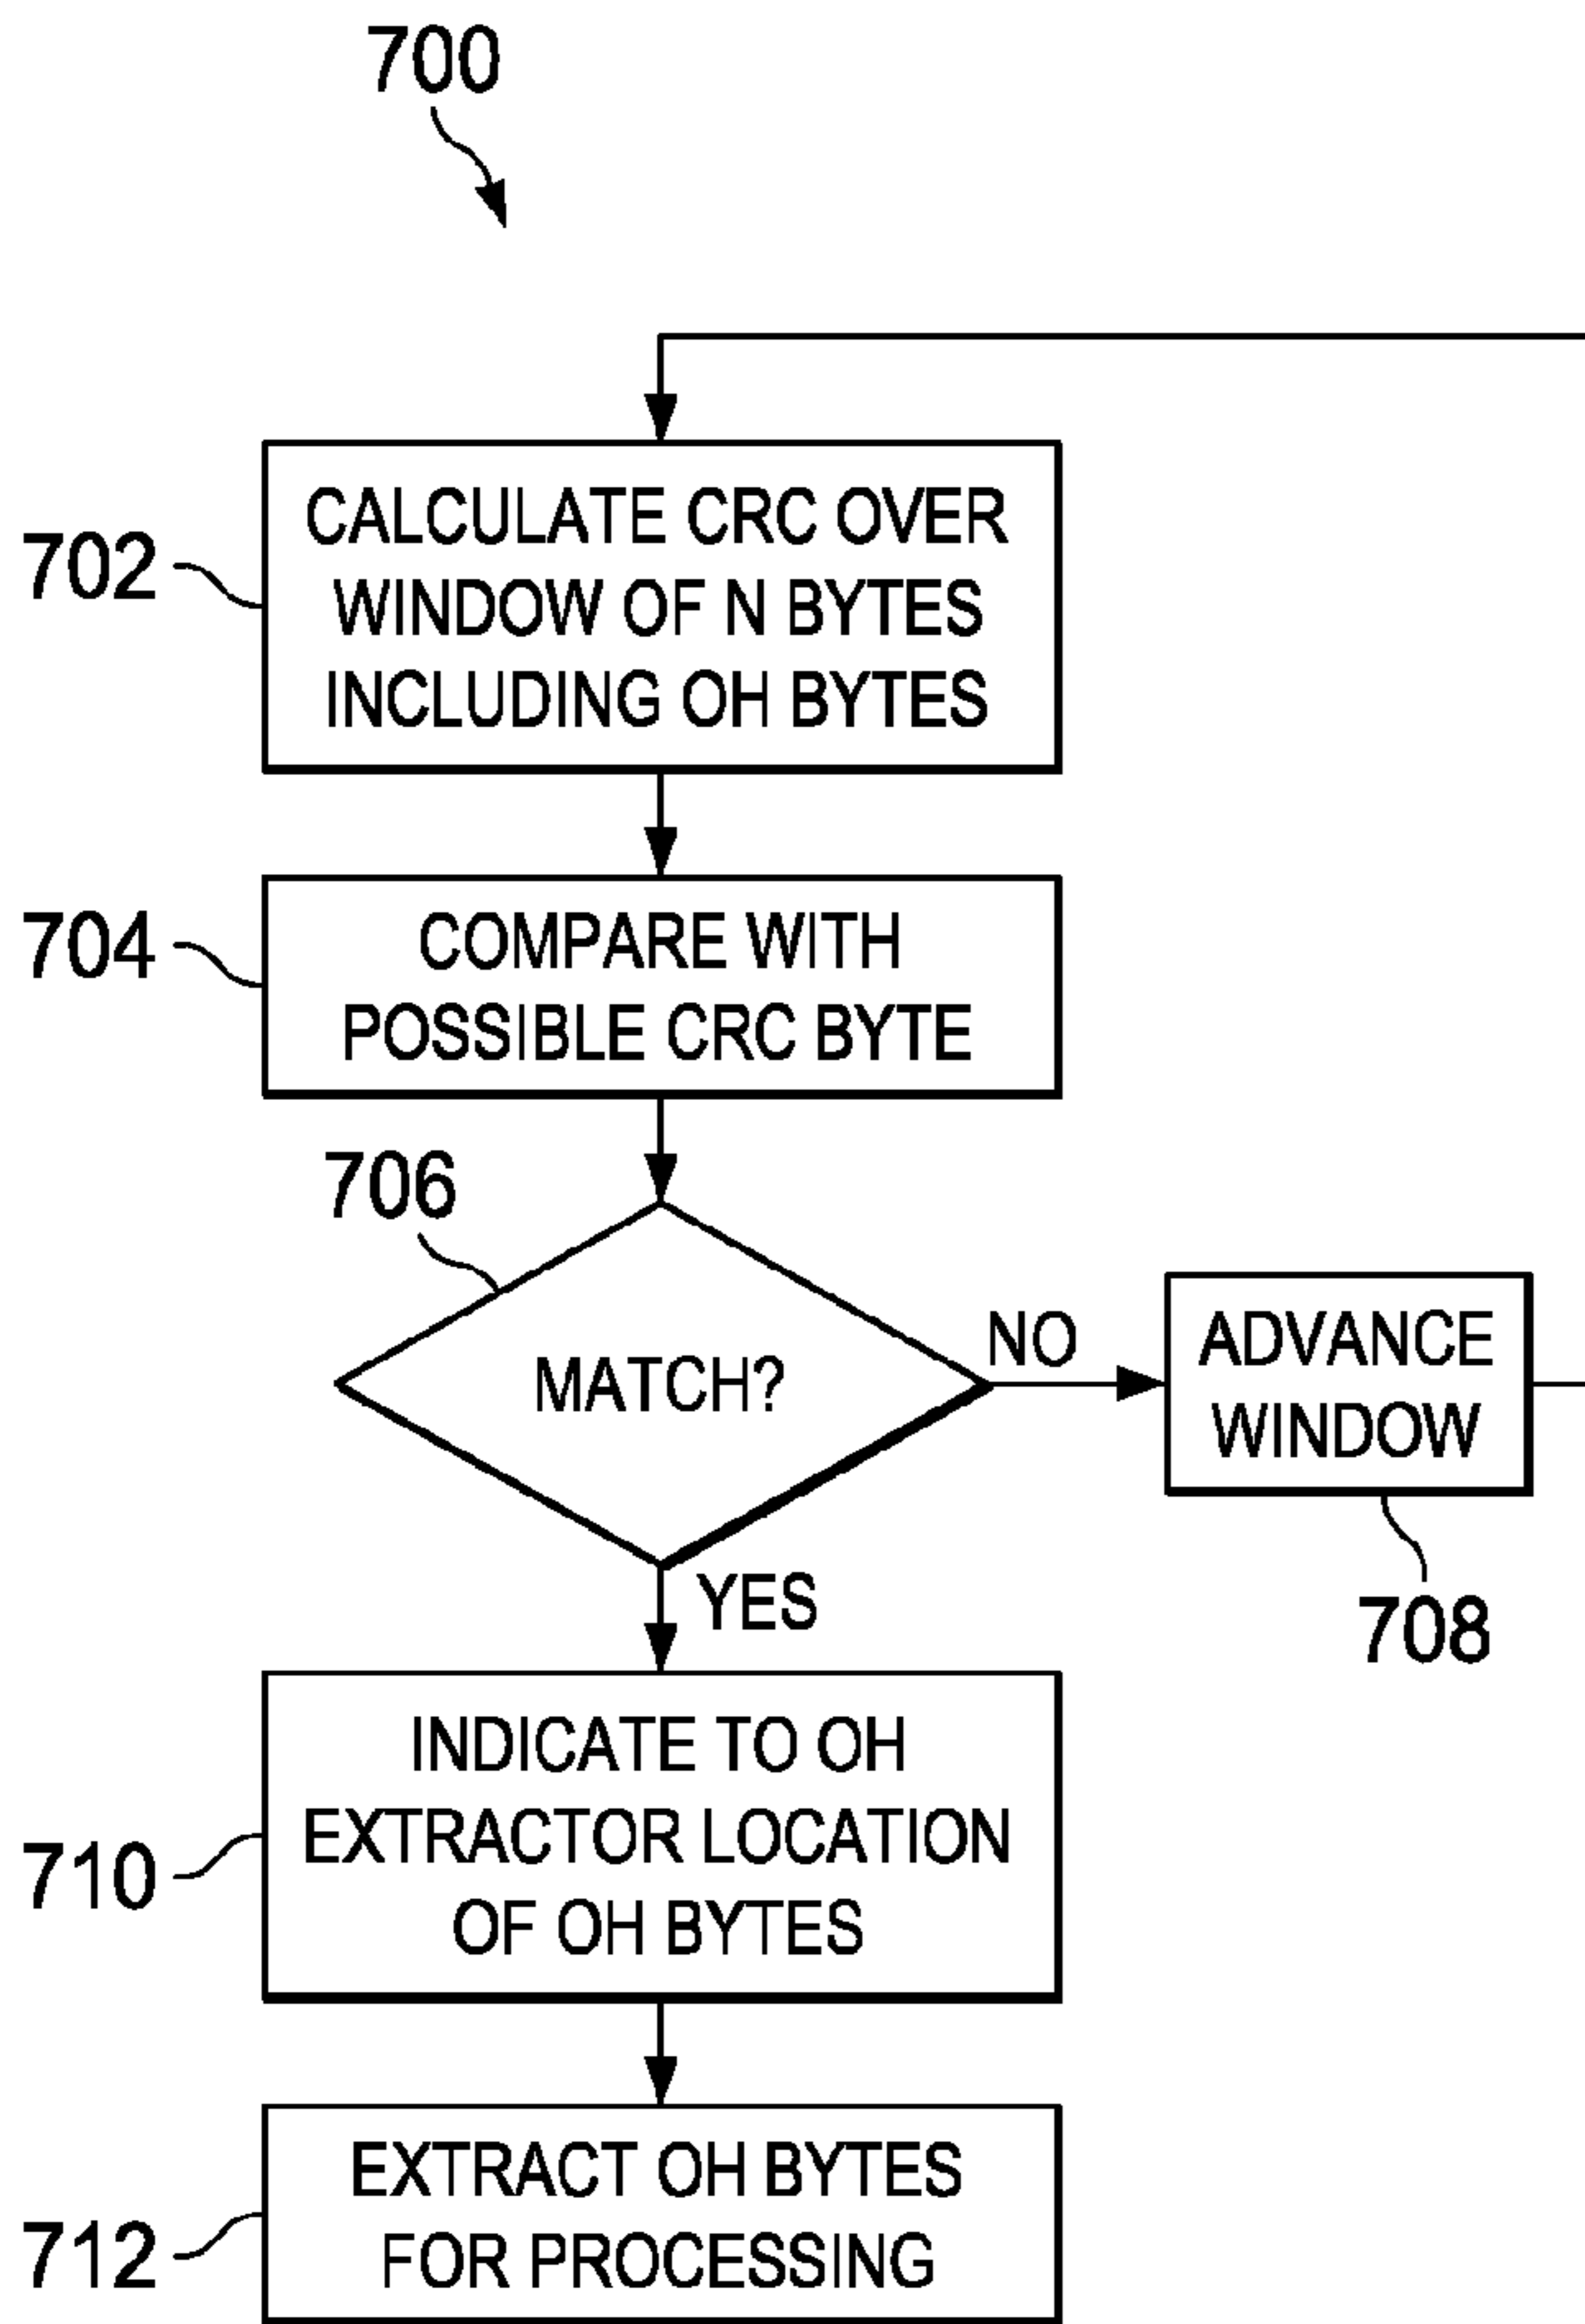 700
702
CALCULATE CRC OVER
WINDOW OF N BYTES
INCLUDING OH BYTES
704
COMPARE WITH
POSSIBLE CRC BYTE
706
MATCH?
NO
ADVANCE
WINDOW
708
YES
710
INDICATE TO OH
EXTRACTOR LOCATION
OF OH BYTES
712
EXTRACT OH BYTES
FOR PROCESSING